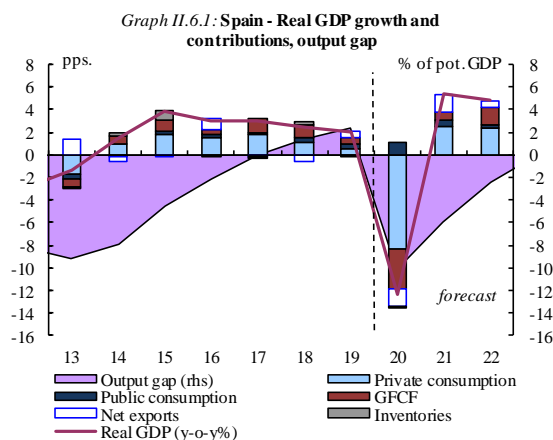 Graph II.6.1: Spain - Real GDP growth and
contributions, output gap
pps.
% of pot. GDP
8
6
4
2
0
-2
-4
-6
-8
-10
-12
-14
-16
8
6
4
2
0
-2
-4
-6
-8
-10
-12
-14
-16
forecast
13 14 15 16 17 18 19 20 21 22
Output gap (rhs)
Private consumption
Public consumption
GFCF
Net exports
Inventories
Real GDP (y-o-y%)